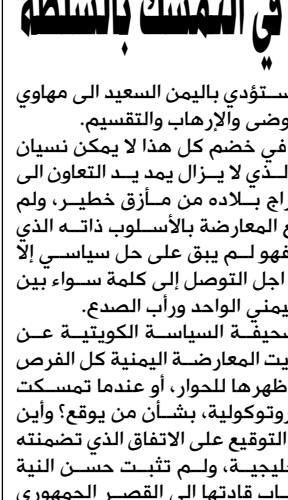 في التمسك بالسلطة
ستؤدي باليمن السعيد الى مهاوي
وضى والإرهاب والتقسيم.
في خضم كل هذا لا يمكن نسيان
لذي لا يزال يمد يد التعاون الى
راج بلاده من مأزق خطير، ولم
ع المعارضة بالأسلوب ذاته الذي
فهو لم يبق على حل سياسي إلا
اجل التوصل إلى كلمة سواء بين
يمني الواحد ورأب الصدع.
صحيفة السياسة الكويتية عن
يت المعارضة اليمنية كل الفرص
ظهرها للحوار، أو عندما تمسكت
روتوكولية، بشأن من يوقع؟ وأين
التوقيع على الاتفاق الذي تضمنته
خليجية، ولم تثبت حسن النية
اب قادتها إلى القصر الجمهوري